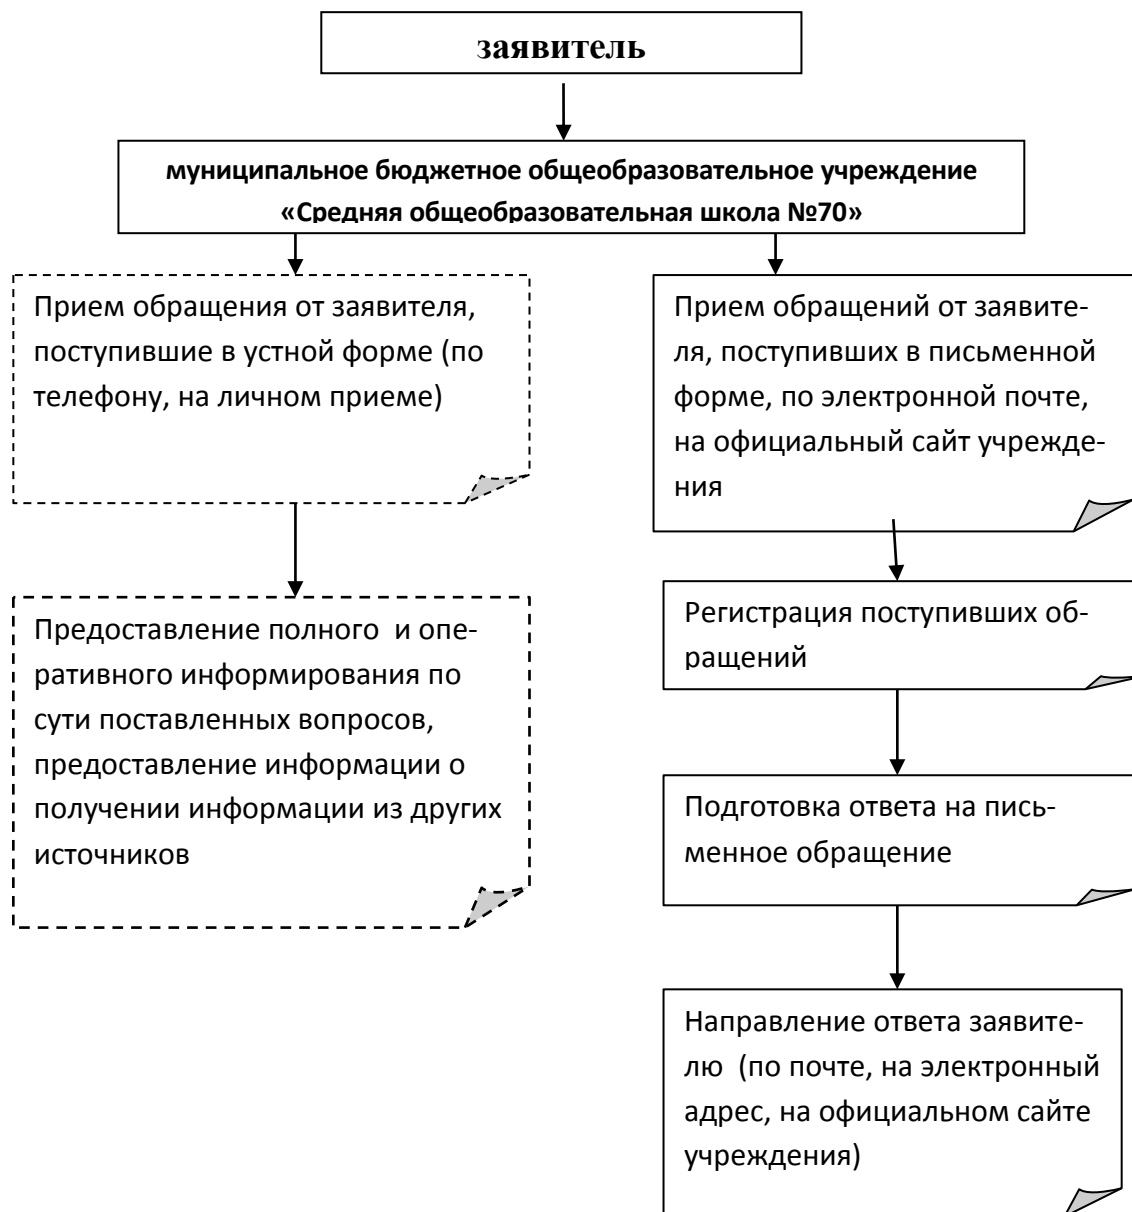 заявитель
муниципальное бюджетное общеобразовательное учреждение
«Средняя общеобразовательная школа №70»
Прием обращения от заявителя,
поступившие в устной форме (по
телефону, на личном приеме)
Прием обращений от заявите-
ля, поступивших в письменной
форме, по электронной почте,
на официальный сайт учрежде-
ния
Предоставление полного  и опе-
ративного информирования по
сути поставленных вопросов,
предоставление информации о
получении информации из других
источников
Регистрация поступивших об-
ращений
Подготовка ответа на пись-
менное обращение
Направление ответа заявите-
лю  (по почте, на электронный
адрес, на официальном сайте
учреждения)